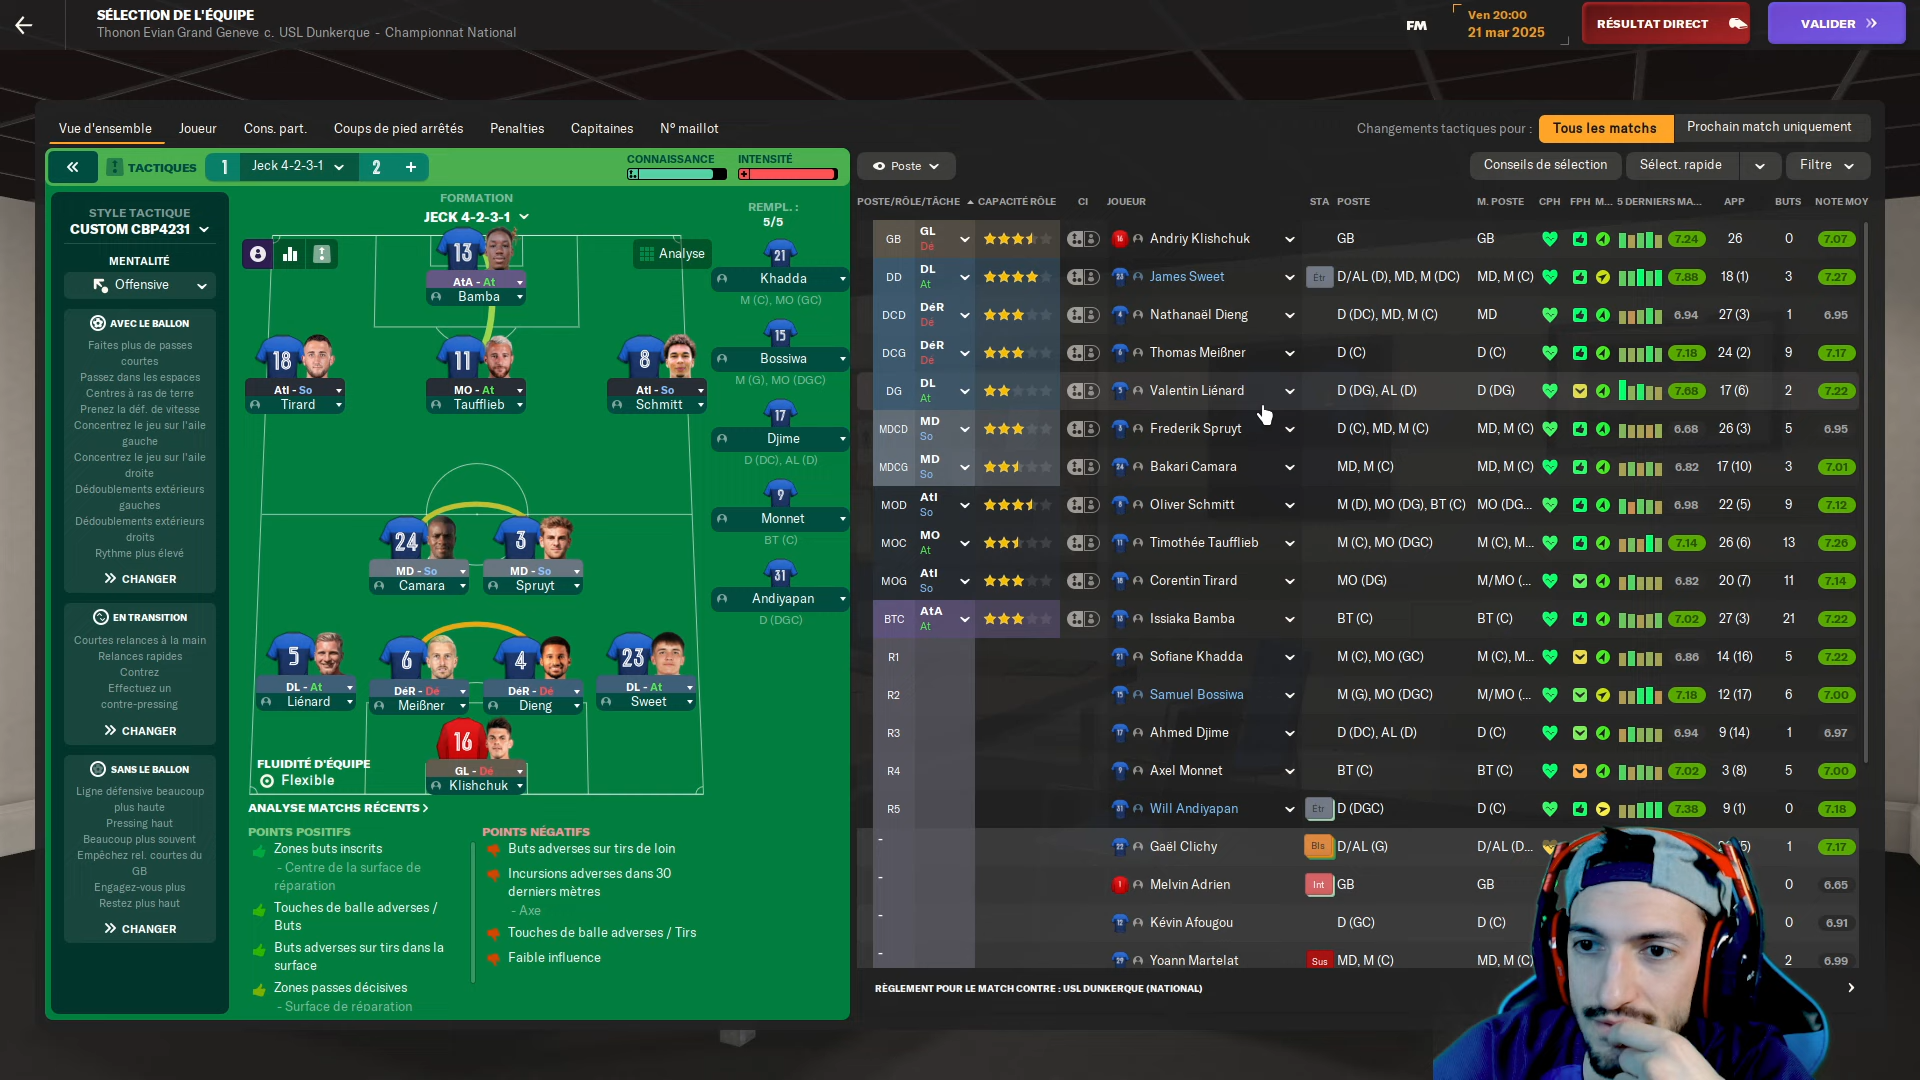 SÉLECTION DE L'ÉQUIPE
Thonon Evian Grand Geneve c. USL Dunkerque - Championnat National
FM
Ven 20:00
21 mar 2025
RÉSULTAT DIRECT
VALIDER
Vue d'ensemble Joueur Cons. part. Coups de pied arrêtés Penalties Capitaines N° maillot
Changements tactiques pour : Tous les matchs Prochain match uniquement
TACTIQUES 1 Jeck 4-2-3-1 2 +
CONNAISSANCE INTENSITÉ
Poste
Conseils de sélection Sélect. rapide Filtre
STYLE TACTIQUE
CUSTOM CBP4231
MENTALITÉ
Offensive
AVEC LE BALLON
Faites plus de passes
courtes
Passez dans les espaces
Centres à ras de terre
Prenez la déf. de vitesse
Concentrez le jeu sur l'aile
gauche
Concentrez le jeu sur l'aile
droite
Dédoublements extérieurs
gauches
Dédoublements extérieurs
droits
Rythme plus élevé
CHANGER
EN TRANSITION
Courtes relances à la main
Relances rapides
Contrez
Effectuez un
contre-pressing
CHANGER
SANS LE BALLON
Ligne défensive beaucoup
plus haute
Pressing haut
Beaucoup plus souvent
Empêchez rel. courtes du
GB
Engagez-vous plus
Restez plus haut
CHANGER
FORMATION
JECK 4-2-3-1
Analyse
13
AtA - At
Bamba
18
AtI - So
Tirard
11
MO - At
Taufflieb
8
AtI - So
Schmitt
24
MD - So
Camara
3
MD - So
Spruyt
5
DL - At
Liénard
6
DéR - Dé
Meißner
4
DéR - Dé
Dieng
23
DL - At
Sweet
16
GL - Dé
Klishchuk
FLUIDITÉ D'ÉQUIPE
Flexible
REMPL. :
5/5
21
Khadda
M (C), MO (GC)
15
Bossiwa
M (G), MO (DGC)
17
Djime
D (DC), AL (D)
9
Monnet
BT (C)
31
Andiyapan
D (DGC)
ANALYSE MATCHS RÉCENTS
POINTS POSITIFS
Zones buts inscrits
- Centre de la surface de
réparation
Touches de balle adverses /
Buts
Buts adverses sur tirs dans la
surface
Zones passes décisives
- Surface de réparation
POINTS NÉGATIFS
Buts adverses sur tirs de loin
Incursions adverses dans 30
derniers mètres
- Axe
Touches de balle adverses / Tirs
Faible influence
POSTE/RÔLE/TÂCHE CAPACITÉ RÔLE CI JOUEUR STA POSTE M. POSTE CPH FPH M... 5 DERNIERS MA... APP BUTS NOTE MOY
GB GL Dé 16 Andriy Klishchuk GB GB 7.24 26 0 7.07
DD DL At 23 James Sweet Étr D/AL (D), MD, M (DC) MD, M (C) 7.88 18 (1) 3 7.27
DCD DéR Dé 4 Nathanaël Dieng D (DC), MD, M (C) MD 6.94 27 (3) 1 6.95
DCG DéR Dé 6 Thomas Meißner D (C) D (C) 7.18 24 (2) 9 7.17
DG DL At 5 Valentin Liénard D (DG), AL (D) D (DG) 7.68 17 (6) 2 7.22
MDCD MD So 3 Frederik Spruyt D (C), MD, M (C) MD, M (C) 6.68 26 (3) 5 6.95
MDCG MD So 24 Bakari Camara MD, M (C) MD, M (C) 6.82 17 (10) 3 7.01
MOD AtI So 8 Oliver Schmitt M (D), MO (DG), BT (C) MO (DG... 6.98 22 (5) 9 7.12
MOC MO At 11 Timothée Taufflieb M (C), MO (DGC) M (C), M... 7.14 26 (6) 13 7.26
MOG AtI So 18 Corentin Tirard MO (DG) M/MO (... 6.82 20 (7) 11 7.14
BTC AtA At 13 Issiaka Bamba BT (C) BT (C) 7.02 27 (3) 21 7.22
R1 21 Sofiane Khadda M (C), MO (GC) M (C), M... 6.86 14 (16) 5 7.22
R2 15 Samuel Bossiwa M (G), MO (DGC) M/MO (... 7.18 12 (17) 6 7.00
R3 17 Ahmed Djime D (DC), AL (D) D (C) 6.94 9 (14) 1 6.97
R4 9 Axel Monnet BT (C) BT (C) 7.02 3 (8) 5 7.00
R5 31 Will Andiyapan Étr D (DGC) D (C) 7.38 9 (1) 0 7.18
- Gaël Clichy Bls D/AL (G) D/AL (D... 1 7.17
- 1 Melvin Adrien Int GB GB 0 6.65
- Kévin Afougou D (GC) D (C) 0 6.91
- Yoann Martelat Sus MD, M (C) MD, M (C) 2 6.99
RÈGLEMENT POUR LE MATCH CONTRE : USL DUNKERQUE (NATIONAL)